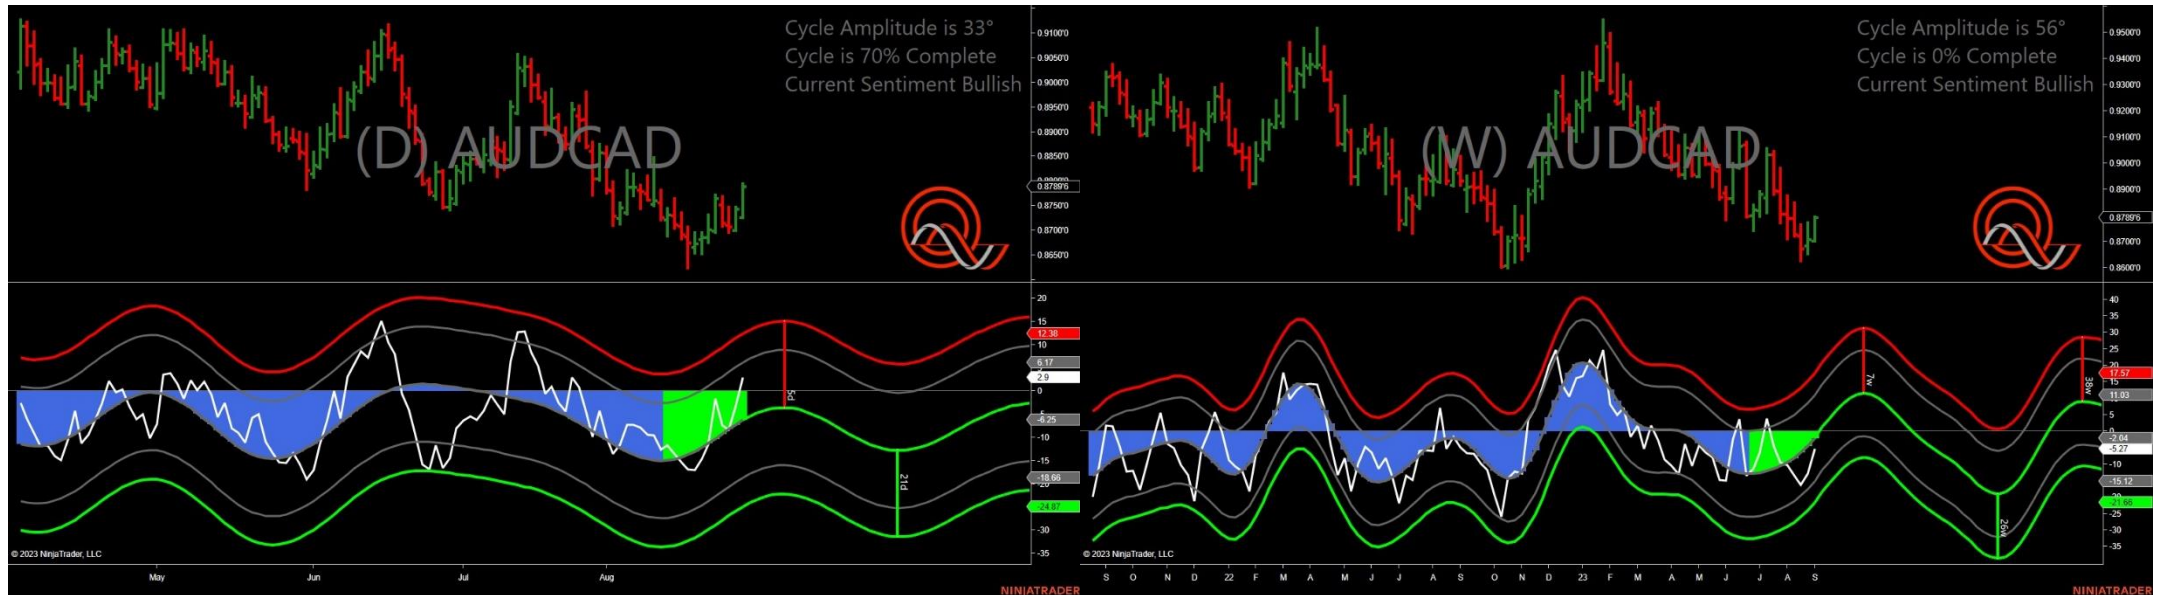 Cycle Amplitude is 33°
Cycle is 70% Complete
Current Sentiment Bullish
(D) AUDCAD
0.9100'0
0.9050'0
0.9000'0
0.8950'0
0.8900'0
0.8850'0
0.8789'6
0.8750'0
0.8700'0
0.8650'0
20
15
12.38
10
6.17
2.9
0
-6.25
-10
-15
-18.66
-24.87
-30
-35
5d
21d
© 2023 NinjaTrader, LLC
May
Jun
Jul
Aug
NINJATRADER
Cycle Amplitude is 56°
Cycle is 0% Complete
Current Sentiment Bullish
(W) AUDCAD
0.9500'0
0.9400'0
0.9300'0
0.9200'0
0.9100'0
0.9000'0
0.8900'0
0.8789'6
0.8700'0
0.8600'0
40
35
30
25
20
17.57
15
11.03
5
0
-2.04
-5.27
-10
-15.12
-21.66
-25
-30
-35
7w
26w
38w
© 2023 NinjaTrader, LLC
S O N D 22 F M A M J J A S O N D 23 F M A M J J A S
NINJATRADER